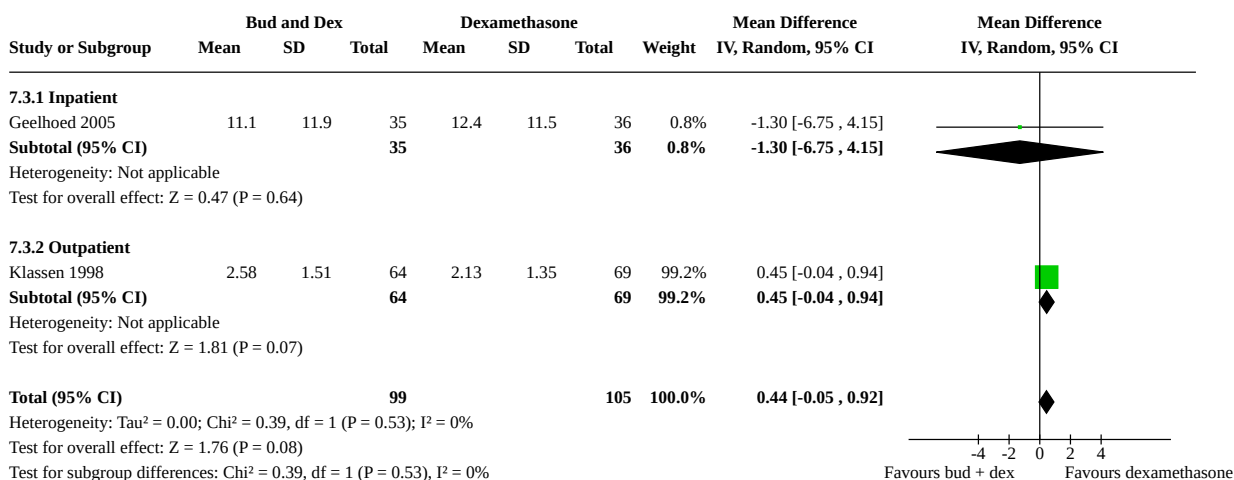 Bud and Dex Dexamethasone Mean Difference Mean Difference
Study or Subgroup Mean SD Total Mean SD Total Weight IV, Random, 95% CI IV, Random, 95% CI
7.3.1 Inpatient
Geelhoed 2005 11.1 11.9 35 12.4 11.5 36 0.8% -1.30 [-6.75 , 4.15]
Subtotal (95% CI) 35 36 0.8% -1.30 [-6.75 , 4.15]
Heterogeneity: Not applicable
Test for overall effect: Z = 0.47 (P = 0.64)
7.3.2 Outpatient
Klassen 1998 2.58 1.51 64 2.13 1.35 69 99.2% 0.45 [-0.04 , 0.94]
Subtotal (95% CI) 64 69 99.2% 0.45 [-0.04 , 0.94]
Heterogeneity: Not applicable
Test for overall effect: Z = 1.81 (P = 0.07)
Total (95% CI) 99 105 100.0% 0.44 [-0.05 , 0.92]
Heterogeneity: Tau² = 0.00; Chi² = 0.39, df = 1 (P = 0.53); I² = 0%
Test for overall effect: Z = 1.76 (P = 0.08)
-4 -2 0 2 4
Test for subgroup differences: Chi² = 0.39, df = 1 (P = 0.53), I² = 0% Favours bud + dex Favours dexamethasone